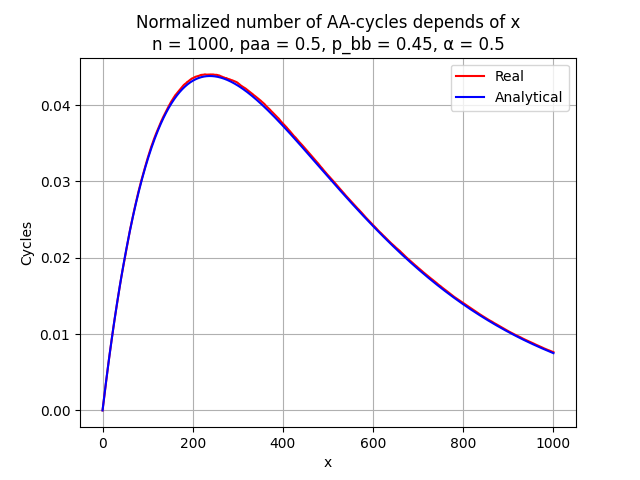 Normalized number of AA-cycles depends of x
n = 1000, paa = 0.5, p_bb = 0.45, α = 0.5
Real
Analytical
Cycles
0.04
0.03
0.02
0.01
0.00
0
200
400
600
800
1000
x